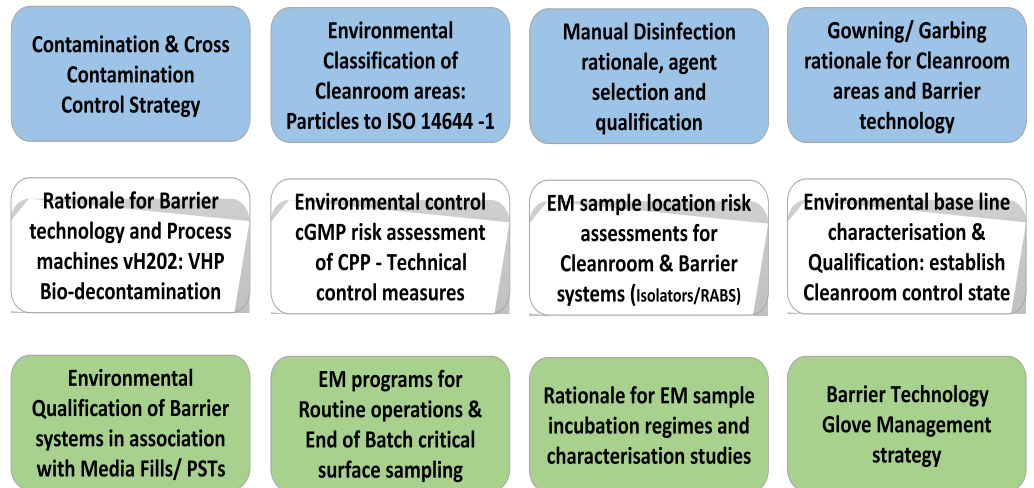 Contamination & Cross
Contamination
Control Strategy
Environmental
Classification of
Cleanroom areas:
Particles to ISO 14644 -1
Manual Disinfection
rationale, agent
selection and
qualification
Gowning/ Garbing
rationale for Cleanroom
areas and Barrier
technology
Rationale for Barrier
technology and Process
machines vH202: VHP
Bio-decontamination
Environmental control
cGMP risk assessment
of CPP - Technical
control measures
EM sample location risk
assessments for
Cleanroom & Barrier
systems (Isolators/RABS)
Environmental base line
characterisation &
Qualification: establish
Cleanroom control state
Environmental
Qualification of Barrier
systems in association
with Media Fills/ PSTs
EM programs for
Routine operations &
End of Batch critical
surface sampling
Rationale for EM sample
incubation regimes and
characterisation studies
Barrier Technology
Glove Management
strategy